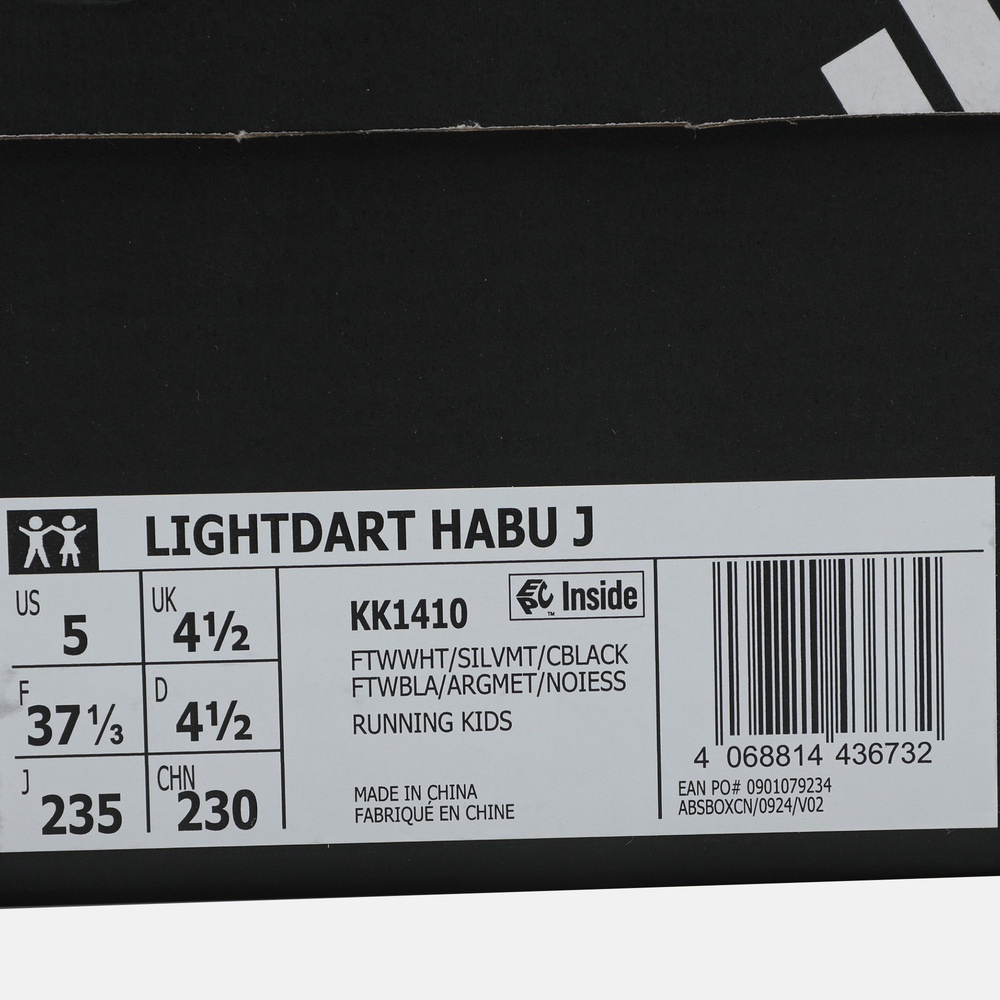 LIGHTDART HABU J
US 5
UK 4½
F 37⅓
D 4½
J 235
CHN 230
KK1410
EPC™ Inside
FTWWHT/SILVMT/CBLACK
FTWBLA/ARGMET/NOIESS
RUNNING KIDS
MADE IN CHINA
FABRIQUÉ EN CHINE
4 068814 436732
EAN PO# 0901079234
ABSBOXCN/0924/V02